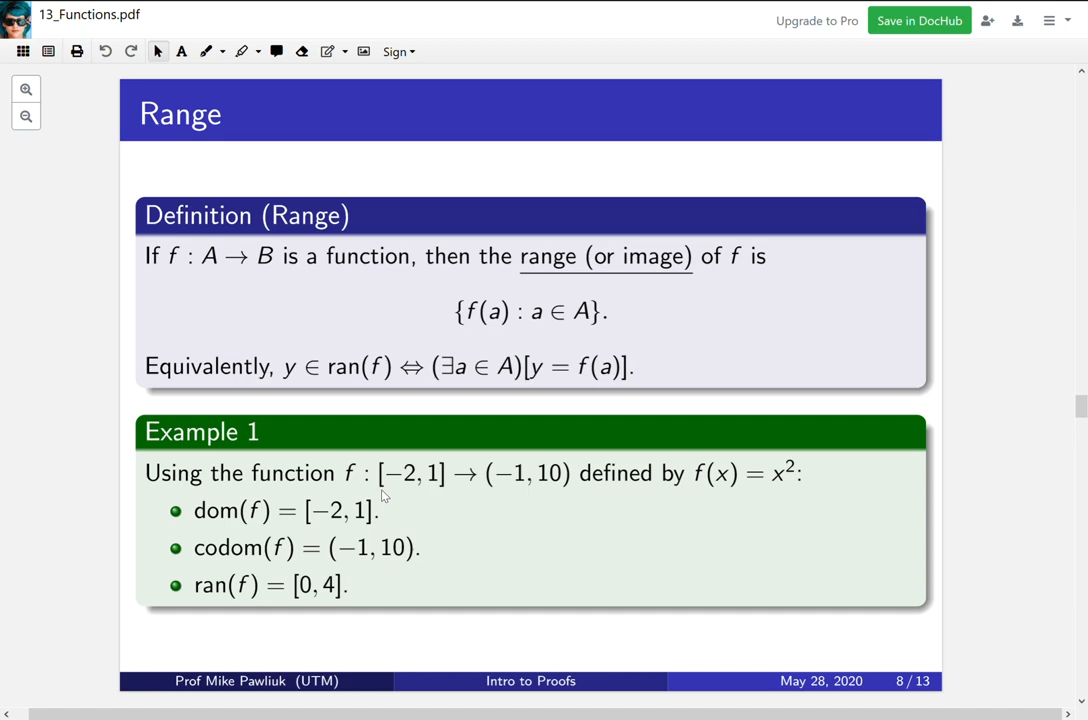 13_Functions.pdf
Upgrade to Pro
Save in DocHub
A
Sign
Range
Definition (Range)
If f : A → B is a function, then the range (or image) of f is
{f(a) : a ∈ A}.
Equivalently, y ∈ ran(f) ⇔ (∃a ∈ A)[y = f(a)].
Example 1
Using the function f : [−2, 1] → (−1, 10) defined by f(x) = x²:
dom(f) = [−2, 1].
codom(f) = (−1, 10).
ran(f) = [0, 4].
Prof Mike Pawliuk (UTM)
Intro to Proofs
May 28, 2020
8 / 13